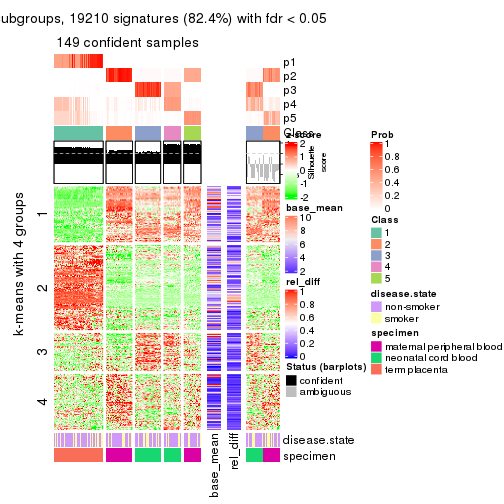 ubgroups, 19210 signatures (82.4%) with fdr < 0.05
149 confident samples
p1
p2
p3
p4
p5
Class
Silhouette
score
k-means with 4 groups
1
2
3
4
base_mean
rel_diff
disease.state
specimen
z-score
2
1
0
-1
-2
base_mean
10
8
6
4
2
rel_diff
1
0.8
0.6
0.4
0.2
0
Status (barplots)
confident
ambiguous
Prob
1
0.8
0.6
0.4
0.2
0
Class
1
2
3
4
5
disease.state
non-smoker
smoker
specimen
maternal peripheral blood
neonatal cord blood
term placenta